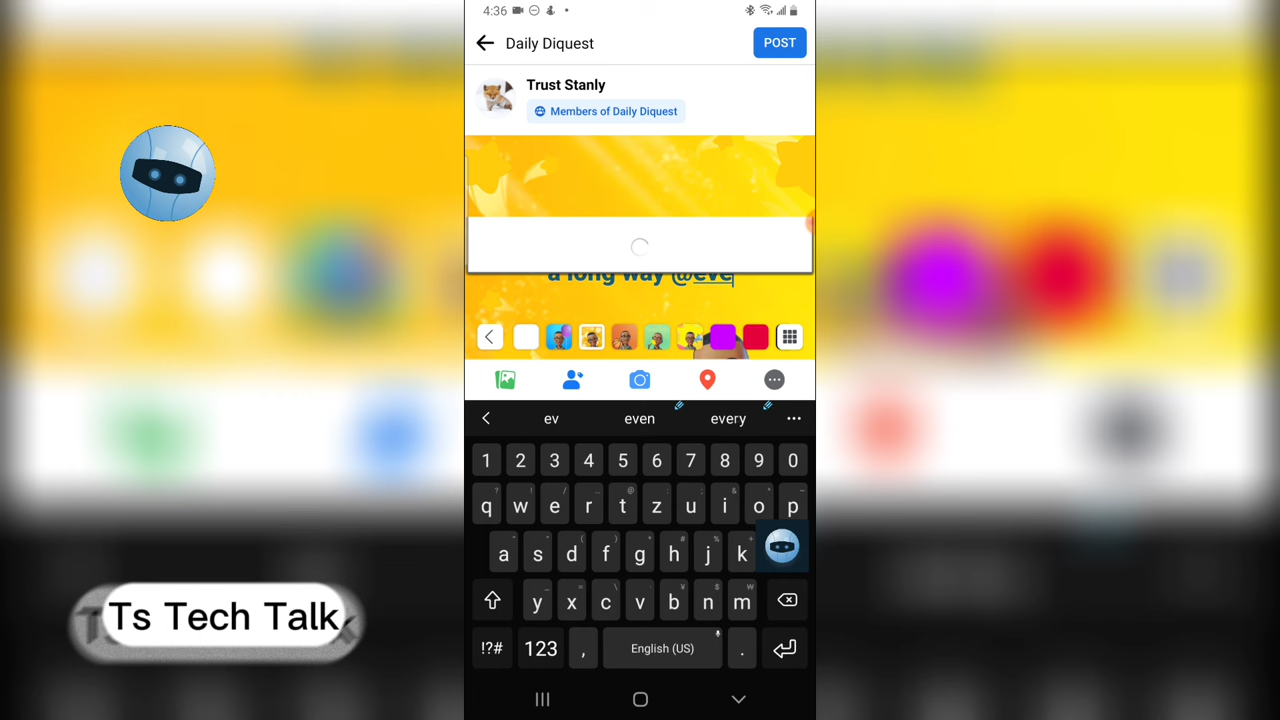 4:36
Daily Diquest
POST
Trust Stanly
Members of Daily Diquest
a long way @eve
ev even every
1 2 3 4 5 6 7 8 9 0
q w e r t z u i o p
a s d f g h j k
y x c v b n m
!?# 123 , English (US) .
Ts Tech Talk